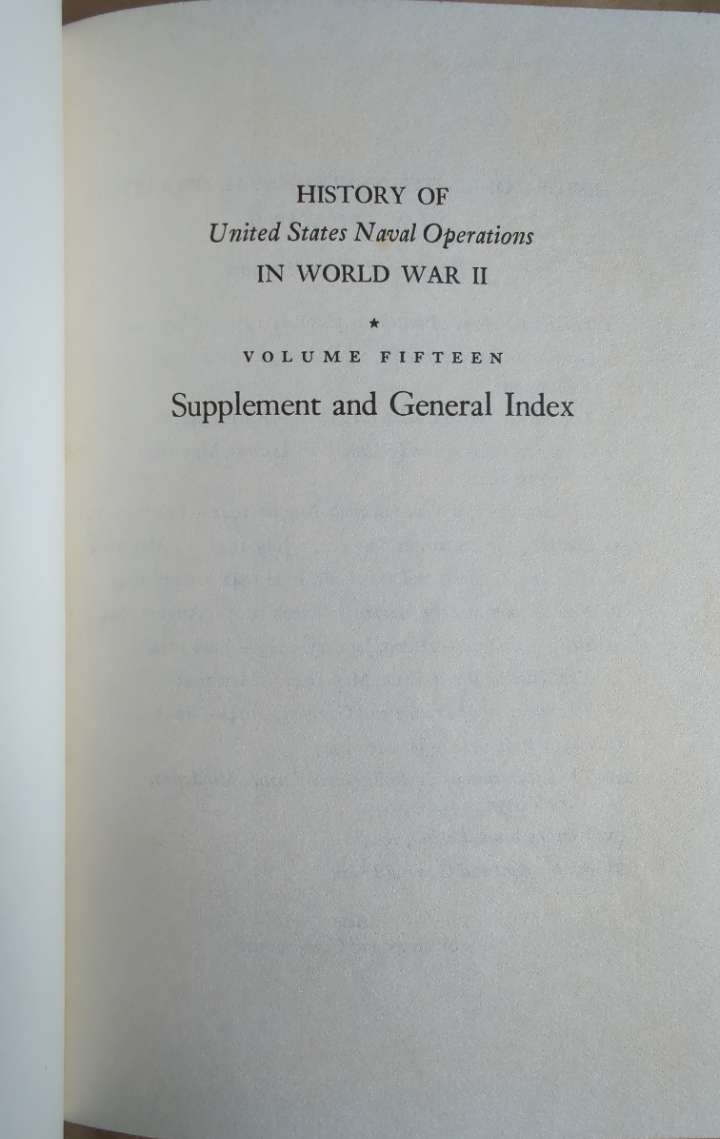 HISTORY OF
United States Naval Operations
IN WORLD WAR II
★
VOLUME FIFTEEN
Supplement and General Index